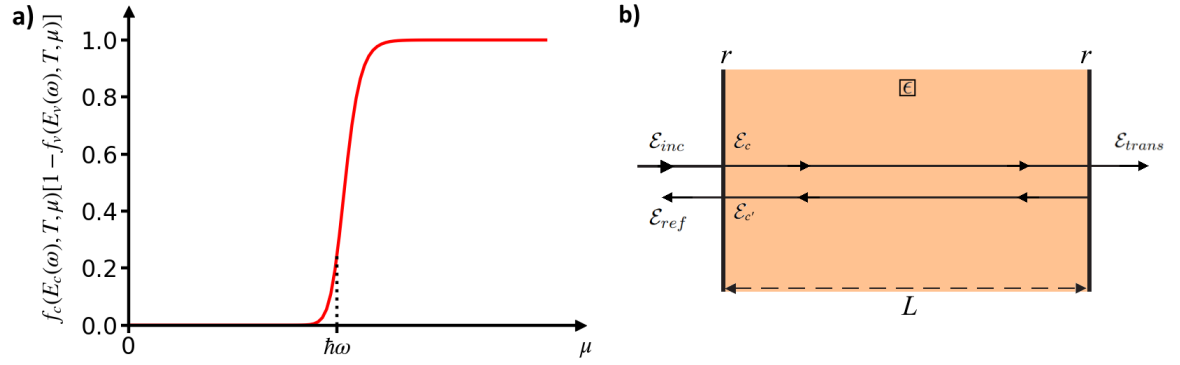 a)
f_c(E_c(ω), T, μ)[1 − f_v(E_v(ω), T, μ)]
1.0
0.8
0.6
0.4
0.2
0.0
0
ħω
μ
b)
r
r
ϵ
ℰ_inc
ℰ_c
ℰ_trans
ℰ_ref
ℰ_c'
L